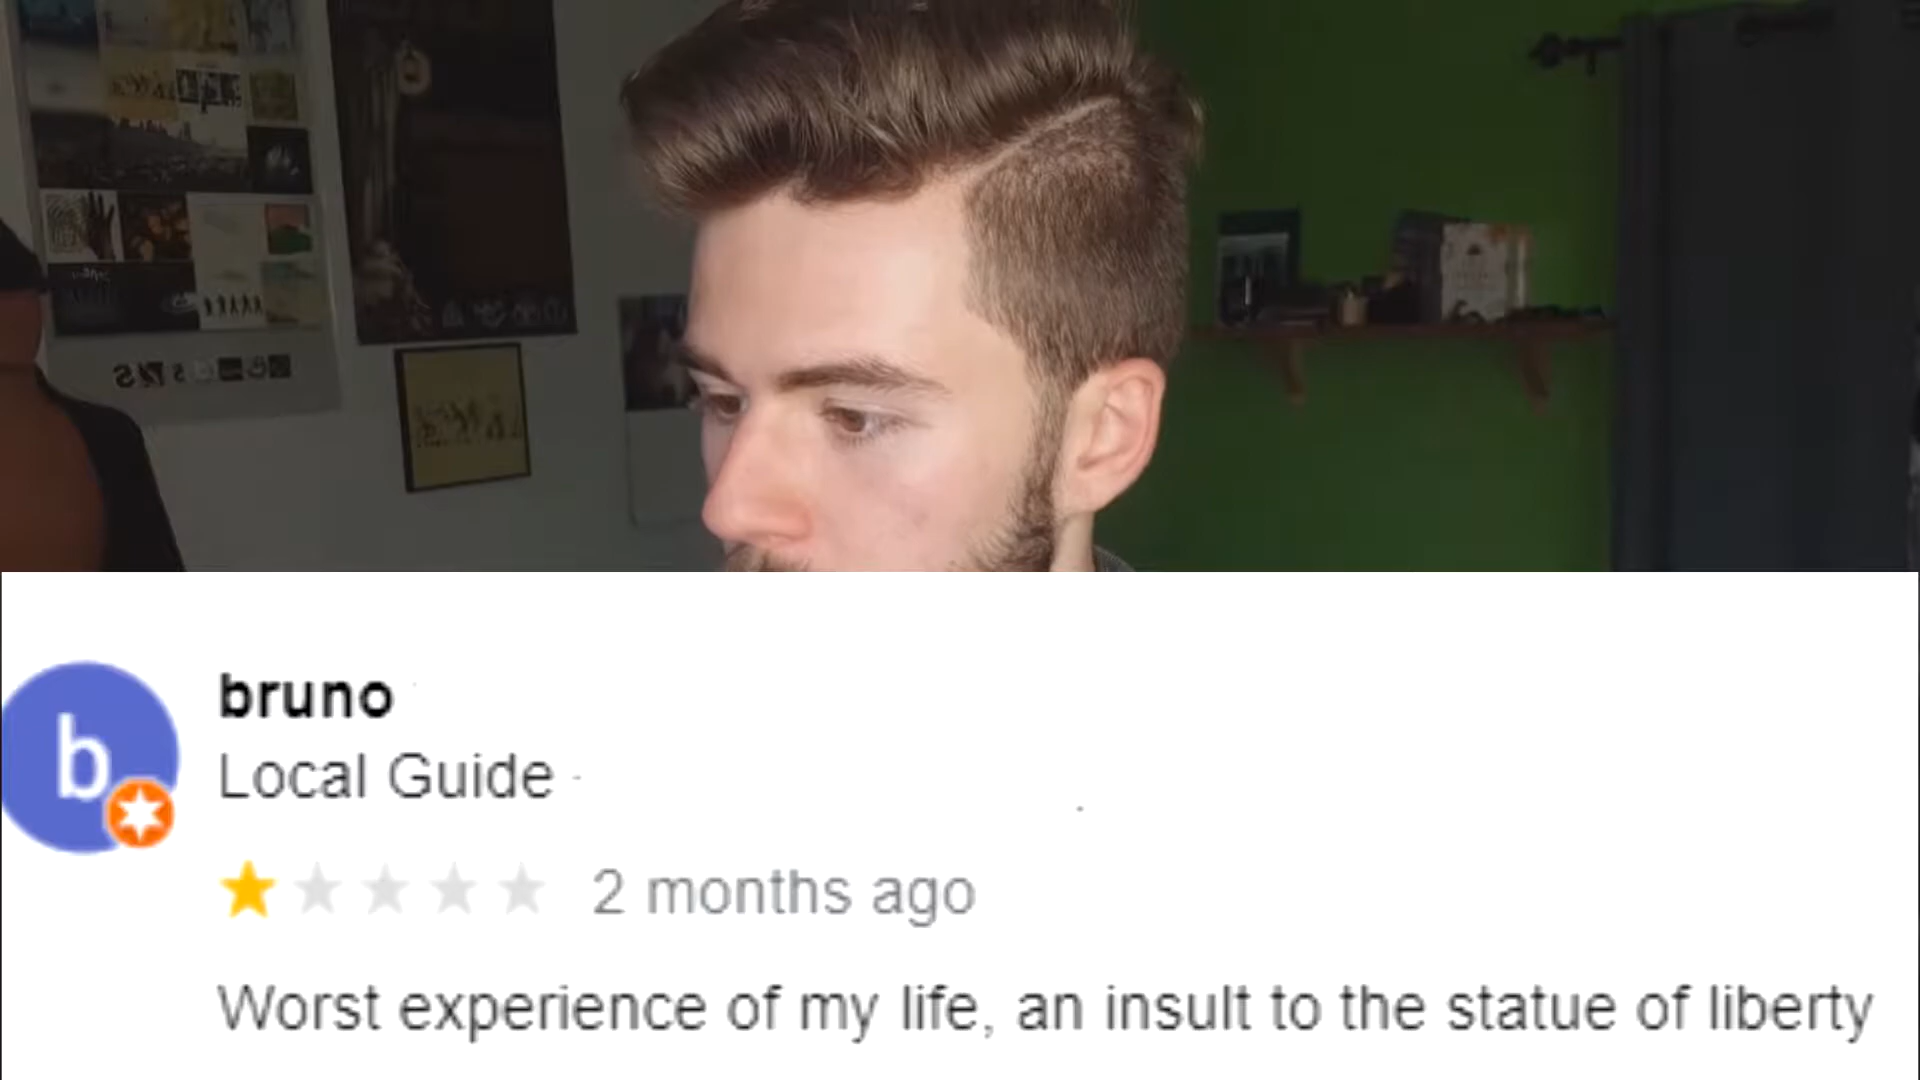 b
bruno
Local Guide
2 months ago
Worst experience of my life, an insult to the statue of liberty